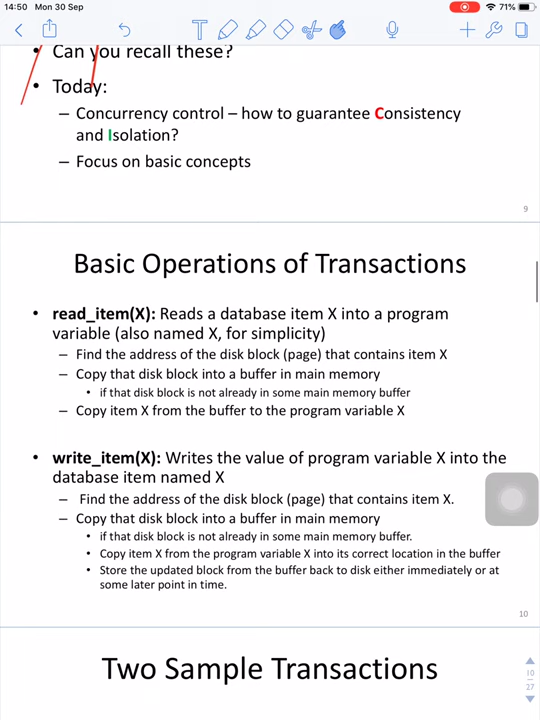 14:50 Mon 30 Sep 71%
• Can you recall these?
• Today:
– Concurrency control – how to guarantee Consistency
and Isolation?
– Focus on basic concepts
9
Basic Operations of Transactions
• read_item(X): Reads a database item X into a program
variable (also named X, for simplicity)
– Find the address of the disk block (page) that contains item X
– Copy that disk block into a buffer in main memory
• if that disk block is not already in some main memory buffer
– Copy item X from the buffer to the program variable X
• write_item(X): Writes the value of program variable X into the
database item named X
– Find the address of the disk block (page) that contains item X.
– Copy that disk block into a buffer in main memory
• if that disk block is not already in some main memory buffer.
• Copy item X from the program variable X into its correct location in the buffer
• Store the updated block from the buffer back to disk either immediately or at
some later point in time.
10
Two Sample Transactions
10
27